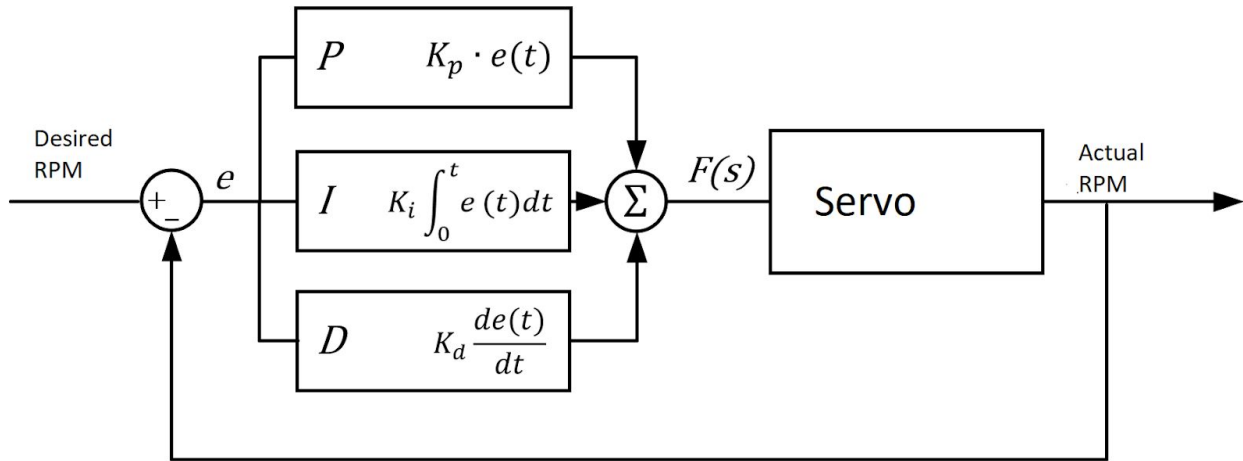 P K_p · e(t)
Desired
RPM
+
−
e
I K_i ∫_0^t e (t)dt
Σ
F(s)
Servo
Actual
RPM
D K_d de(t)/dt